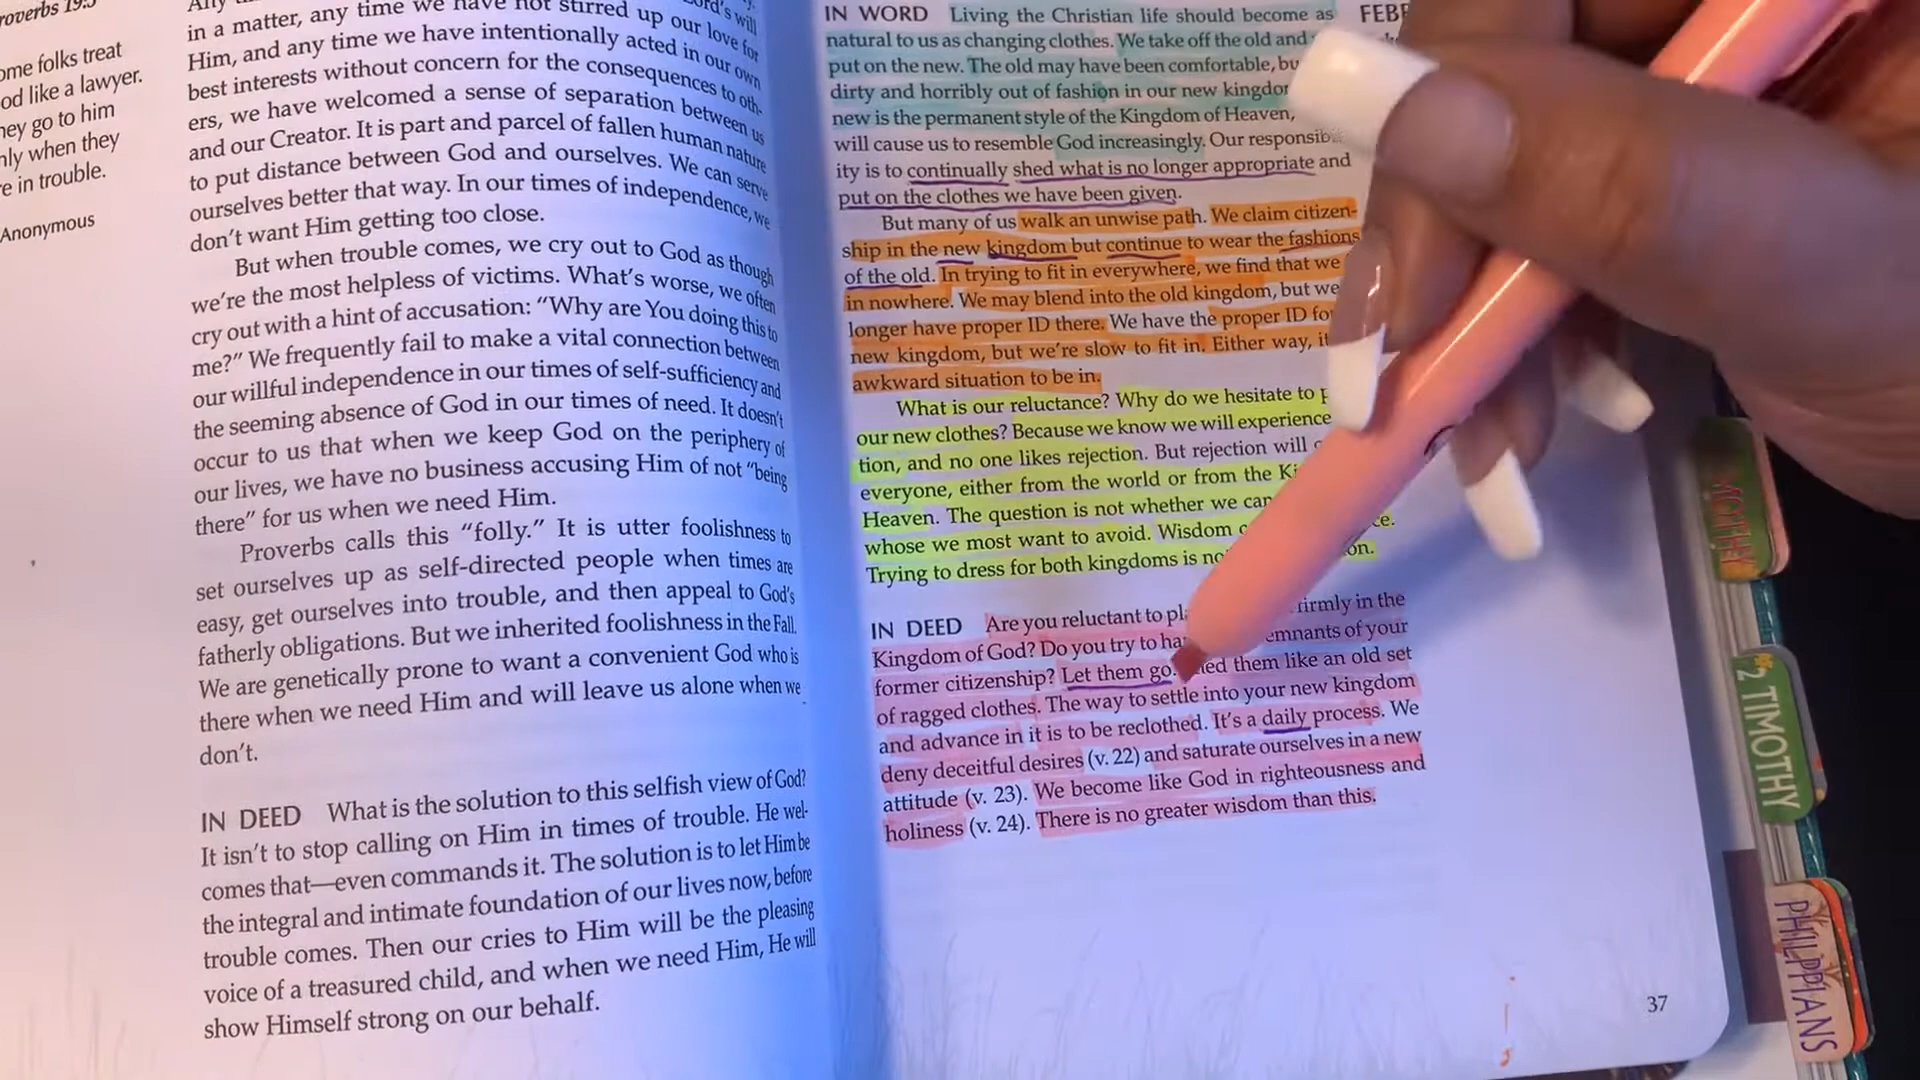 roverbs 19:3
ome folks treat
od like a lawyer.
hey go to him
nly when they
e in trouble.
Anonymous
Any time we have not stirred up our love for
in a matter, any time we have not stirred up our love for
Him, and any time we have intentionally acted in our own
best interests without concern for the consequences to oth-
ers, we have welcomed a sense of separation between us
and our Creator. It is part and parcel of fallen human nature
to put distance between God and ourselves. We can serve
ourselves better that way. In our times of independence, we
don't want Him getting too close.
But when trouble comes, we cry out to God as though
we're the most helpless of victims. What's worse, we often
cry out with a hint of accusation: "Why are You doing this to
me?" We frequently fail to make a vital connection between
our willful independence in our times of self-sufficiency and
the seeming absence of God in our times of need. It doesn't
occur to us that when we keep God on the periphery of
our lives, we have no business accusing Him of not "being
there" for us when we need Him.
Proverbs calls this "folly." It is utter foolishness to
set ourselves up as self-directed people when times are
easy, get ourselves into trouble, and then appeal to God's
fatherly obligations. But we inherited foolishness in the Fall.
We are genetically prone to want a convenient God who is
there when we need Him and will leave us alone when we
don't.
IN DEED What is the solution to this selfish view of God?
It isn't to stop calling on Him in times of trouble. He wel-
comes that—even commands it. The solution is to let Him be
the integral and intimate foundation of our lives now, before
trouble comes. Then our cries to Him will be the pleasing
voice of a treasured child, and when we need Him, He will
show Himself strong on our behalf.
IN WORD Living the Christian life should become as
natural to us as changing clothes. We take off the old and
put on the new. The old may have been comfortable, bu
dirty and horribly out of fashion in our new kingdo
new is the permanent style of the Kingdom of Heaven,
will cause us to resemble God increasingly. Our responsib
ity is to continually shed what is no longer appropriate and
put on the clothes we have been given.
But many of us walk an unwise path. We claim citizen-
ship in the new kingdom but continue to wear the fashions
of the old. In trying to fit in everywhere, we find that we
in nowhere. We may blend into the old kingdom, but we
longer have proper ID there. We have the proper ID fo
new kingdom, but we're slow to fit in. Either way, it
awkward situation to be in.
What is our reluctance? Why do we hesitate to p
our new clothes? Because we know we will experience
tion, and no one likes rejection. But rejection will
everyone, either from the world or from the Ki
Heaven. The question is not whether we can ce.
whose we most want to avoid. Wisdom on.
Trying to dress for both kingdoms is no
IN DEED Are you reluctant to pl firmly in the
Kingdom of God? Do you try to ha emnants of your
former citizenship? Let them go. ed them like an old set
of ragged clothes. The way to settle into your new kingdom
and advance in it is to be reclothed. It's a daily process. We
deny deceitful desires (v. 22) and saturate ourselves in a new
attitude (v. 23). We become like God in righteousness and
holiness (v. 24). There is no greater wisdom than this.
37
FEB
TIMOTHY
2 TIMOTHY
PHILIPPIANS